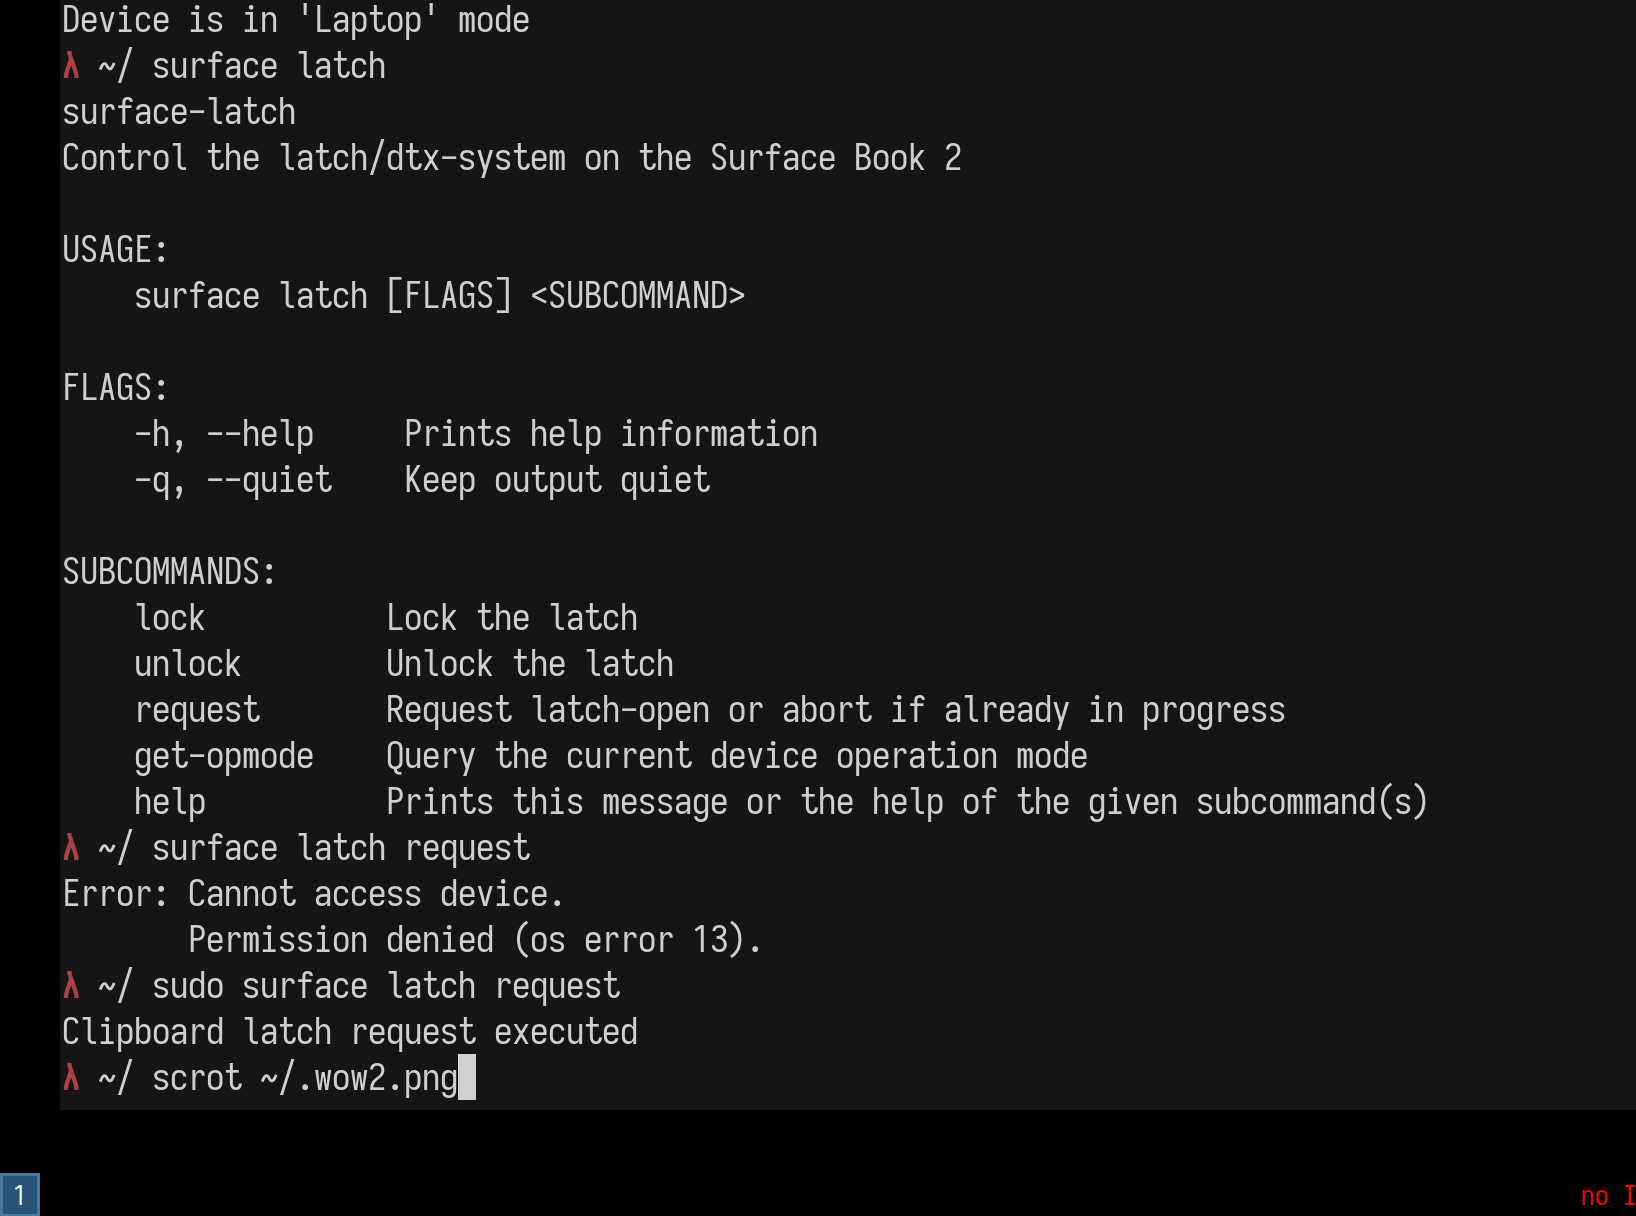 Device is in 'Laptop' mode
λ ~/ surface latch
surface-latch
Control the latch/dtx-system on the Surface Book 2

USAGE:
    surface latch [FLAGS] <SUBCOMMAND>

FLAGS:
    -h, --help     Prints help information
    -q, --quiet    Keep output quiet

SUBCOMMANDS:
    lock          Lock the latch
    unlock        Unlock the latch
    request       Request latch-open or abort if already in progress
    get-opmode    Query the current device operation mode
    help          Prints this message or the help of the given subcommand(s)
λ ~/ surface latch request
Error: Cannot access device.
       Permission denied (os error 13).
λ ~/ sudo surface latch request
Clipboard latch request executed
λ ~/ scrot ~/.wow2.png
1
no I